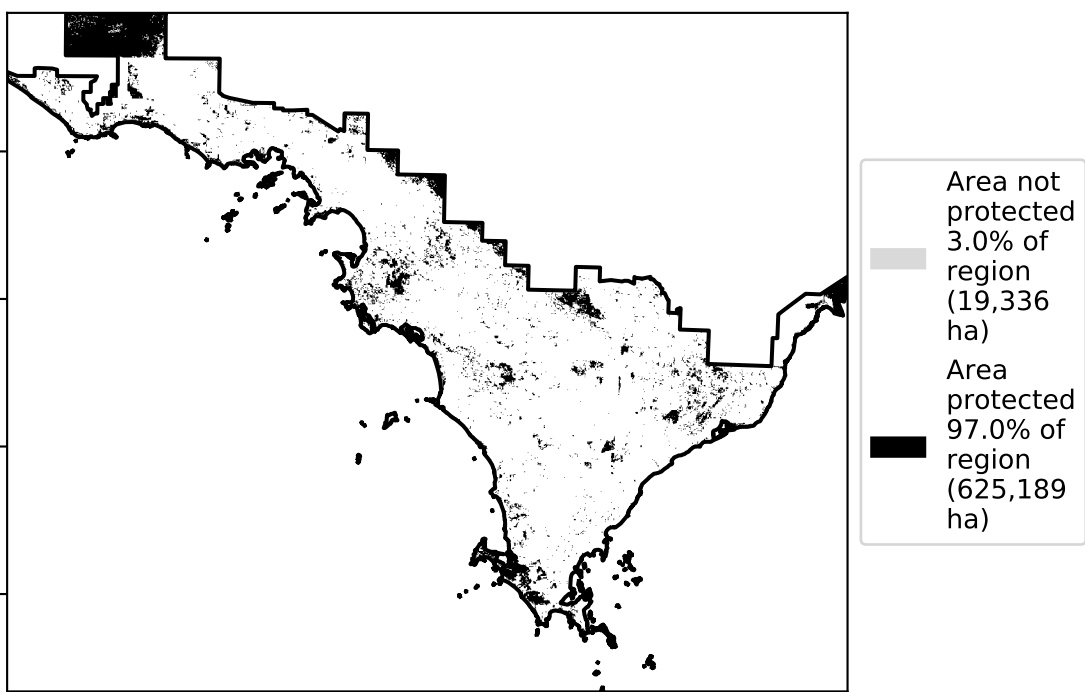 Area not
protected
3.0% of
region
(19,336
ha)
Area
protected
97.0% of
region
(625,189
ha)